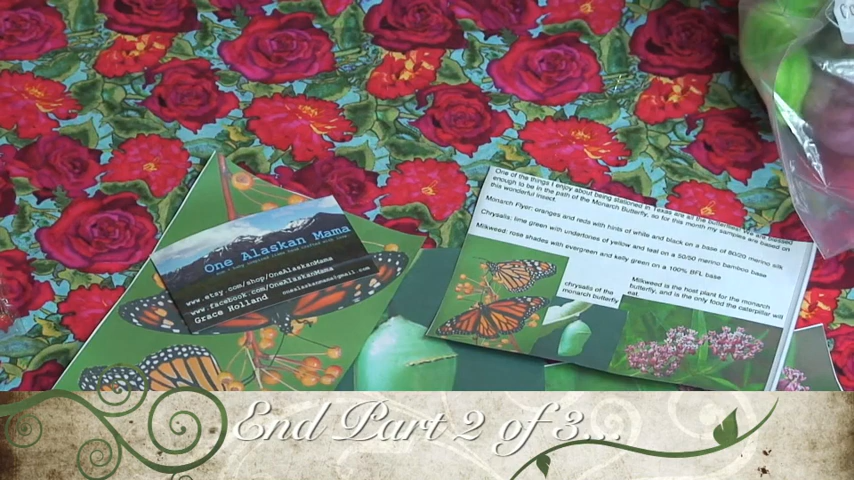 One Alaskan Mama
www.etsy.com/shop/OneAlaskanMama
www.facebook.com/OneAlaskanMama
Grace Holland onealaskanmama@gmail.com
One of the things I enjoy about being stationed in Texas are all the butterflies! We are blessed
enough to be in the path of the Monarch Butterfly, so for this month my samples are based on
this wonderful insect.
Monarch Flyer: oranges and reds with hints of white and black on a base of 80/20 merino silk
Chrysalis: lime green with undertones of yellow and leaf on a 50/50 merino bamboo base
Milkweed: rose shades with evergreen and kelly green on a 100% BFL base
chrysalis of the
monarch butterfly
Milkweed is the host plant for the monarch
butterfly, and is the only food the caterpillar will
eat
End Part 2 of 3...